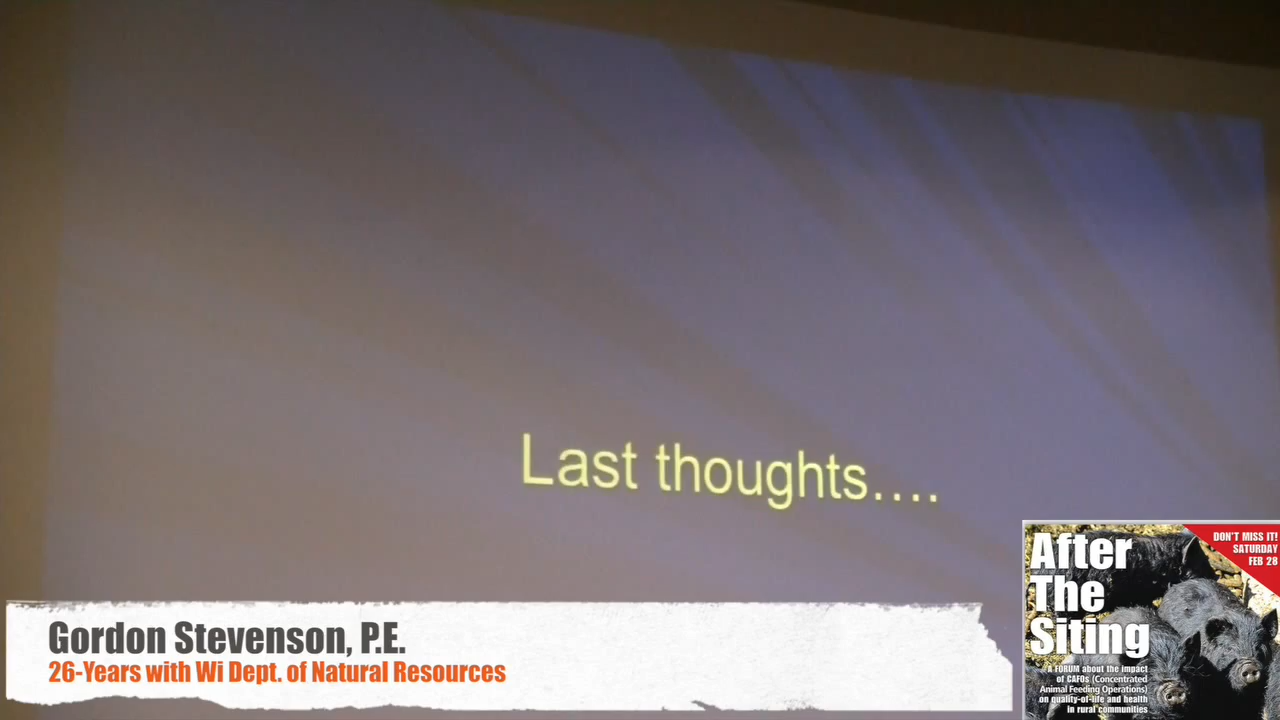 Last thoughts....
Gordon Stevenson, P.E.
26-Years with Wi Dept. of Natural Resources
After
The
Siting
DON'T MISS IT!
SATURDAY
FEB 28
A FORUM about the impact
of CAFOs (Concentrated
Animal Feeding Operations)
on quality-of-life and health
in rural communities